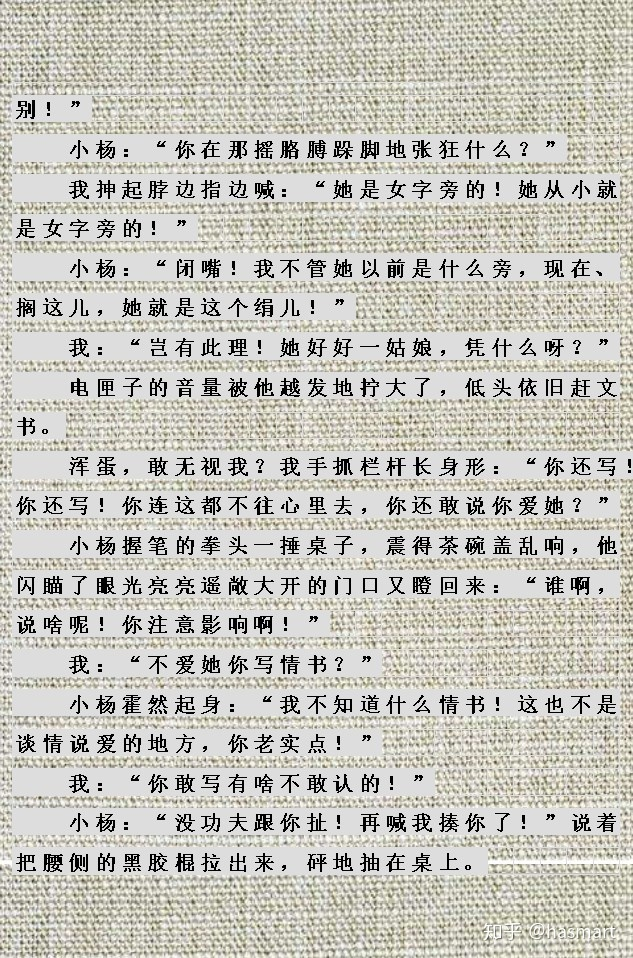 别！”
小杨：“你在那摇胳膊跺脚地张狂什么？”
我抻起脖边指边喊：“她是女字旁的！她从小就
是女字旁的！”
小杨：“闭嘴！我不管她以前是什么旁，现在、
搁这儿，她就是这个绢儿！”
我：“岂有此理！她好好一姑娘，凭什么呀？”
电匣子的音量被他越发地拧大了，低头依旧赶文
书。
浑蛋，敢无视我？我手抓栏杆长身形：“你还写！
你还写！你连这都不往心里去，你还敢说你爱她？”
小杨握笔的拳头一捶桌子，震得茶碗盖乱响，他
闪瞄了眼光亮亮遥敞大开的门口又瞪回来：“谁啊，
说啥呢！你注意影响啊！”
我：“不爱她你写情书？”
小杨霍然起身：“我不知道什么情书！这也不是
谈情说爱的地方，你老实点！”
我：“你敢写有啥不敢认的！”
小杨：“没功夫跟你扯！再喊我揍你了！”说着
把腰侧的黑胶棍拉出来，砰地抽在桌上。
知乎 @hasmart